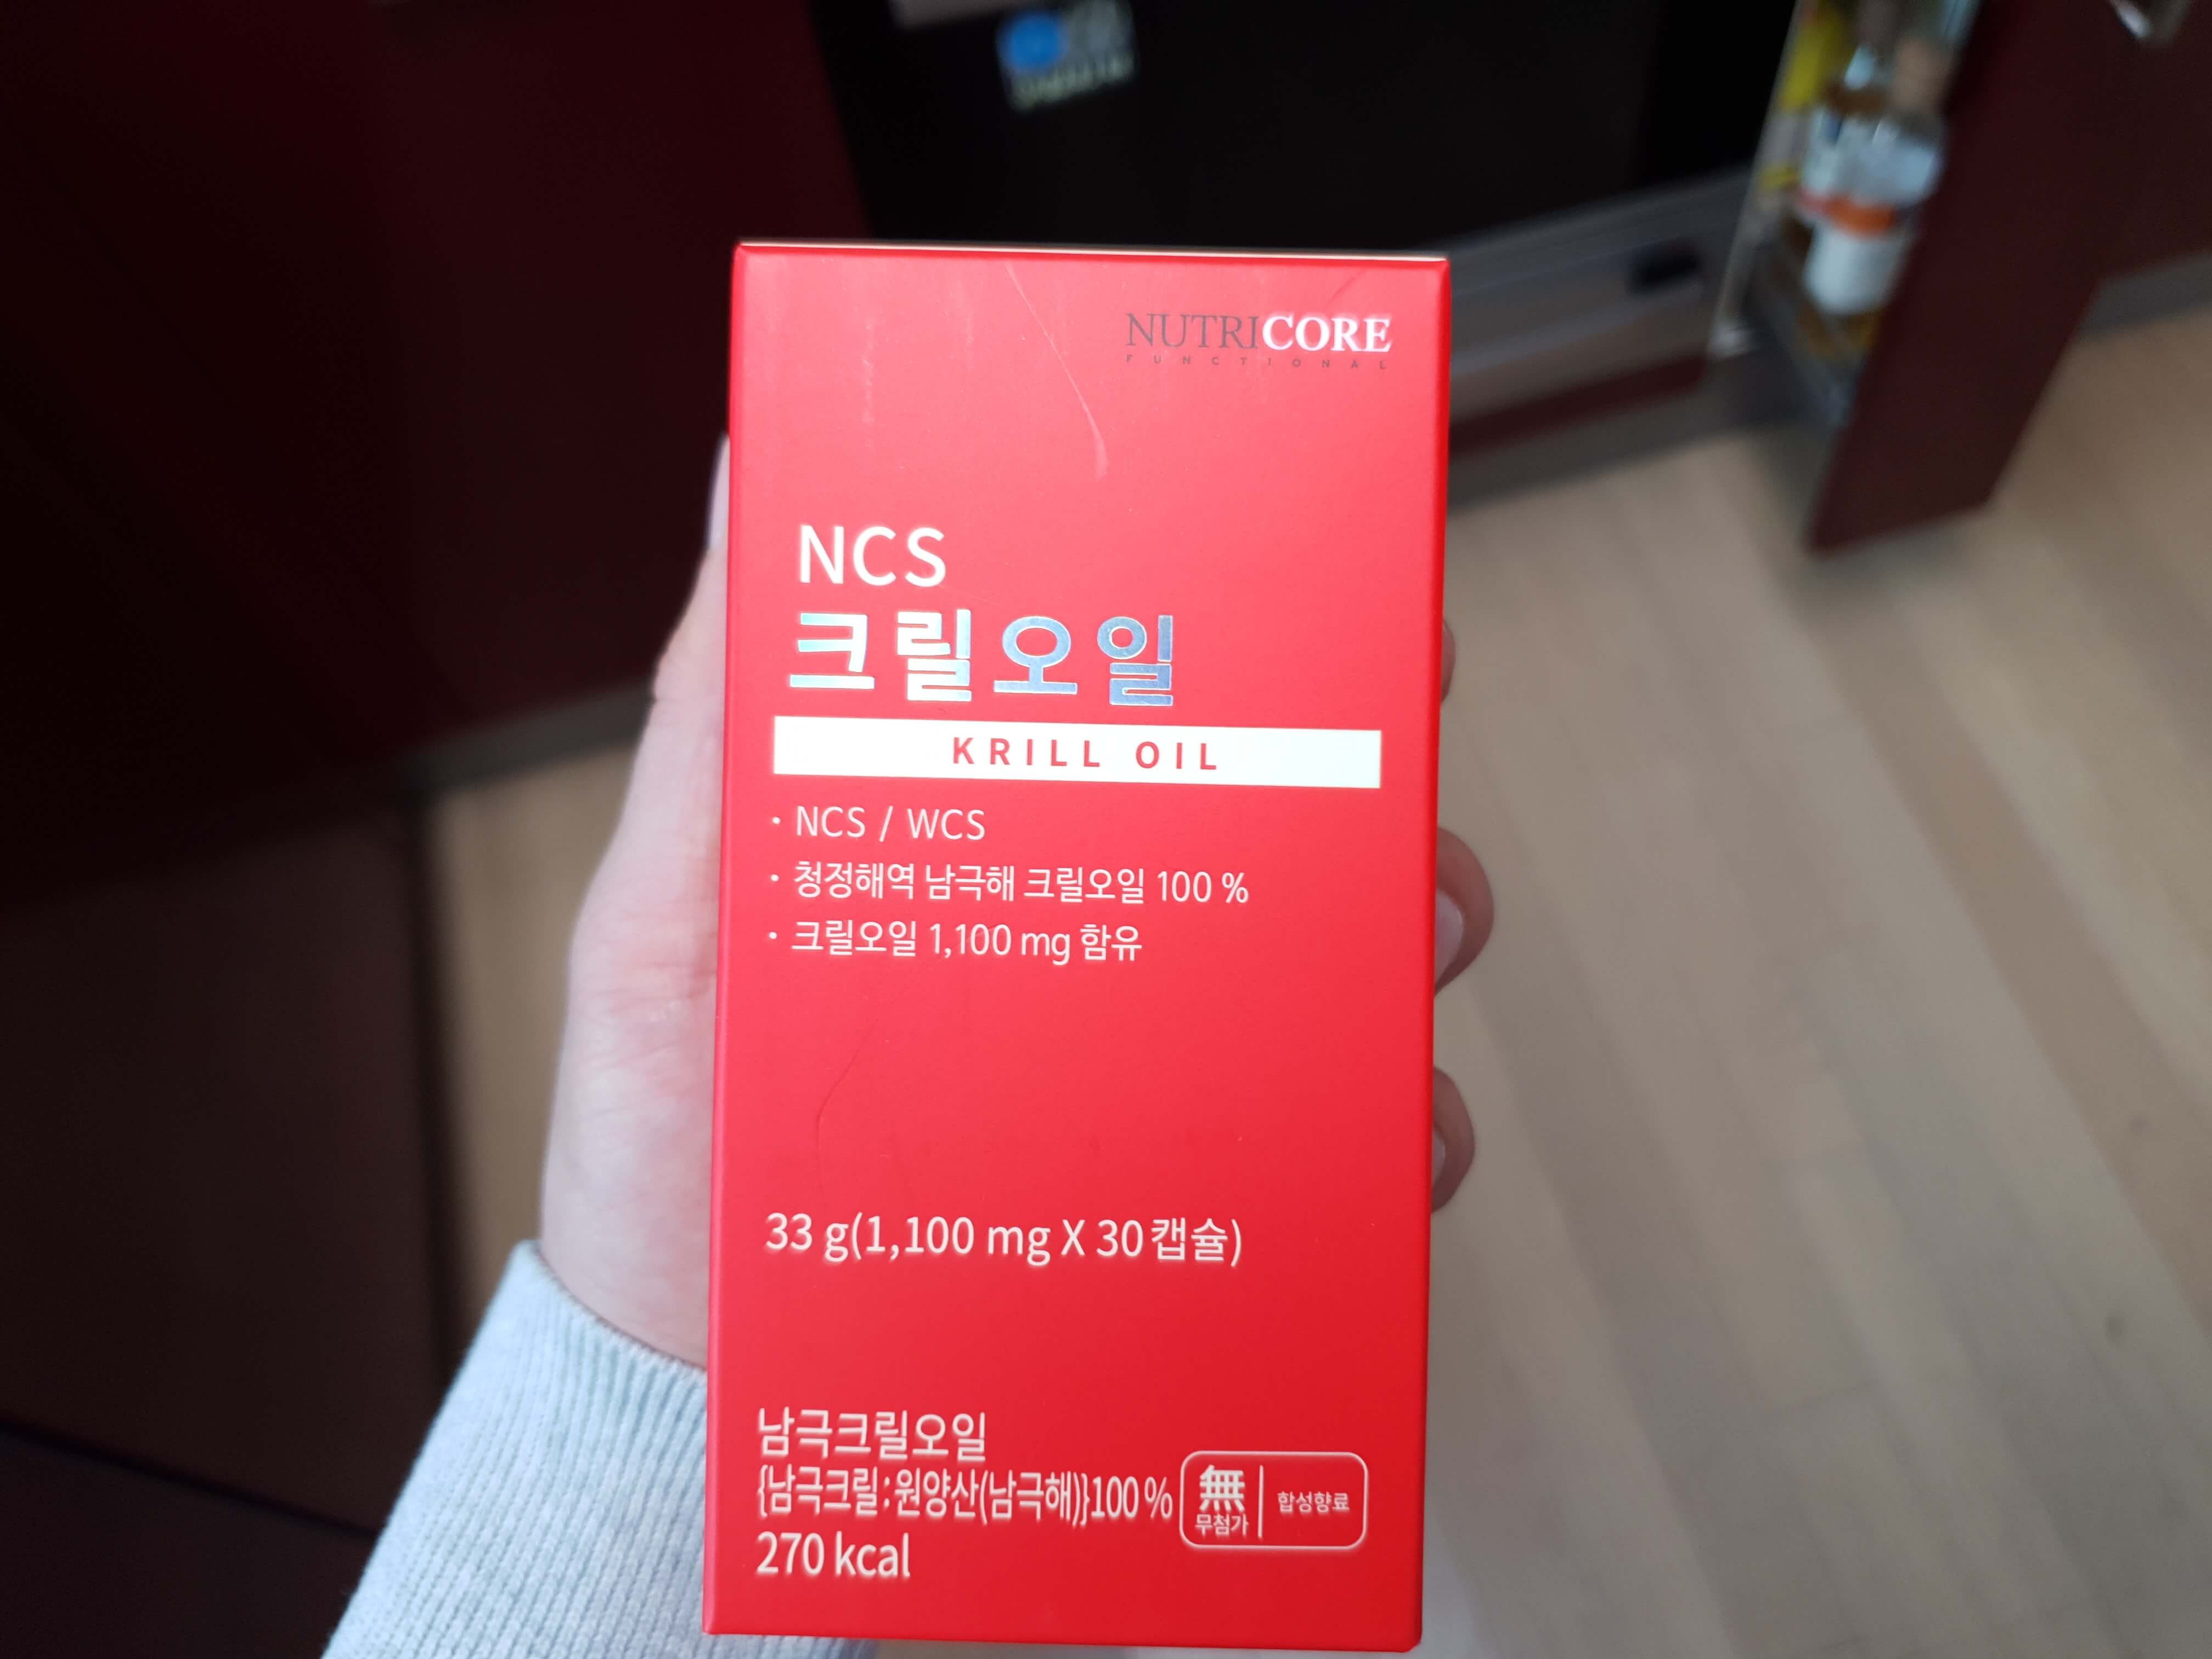 NUTRICORE
FUNCTIONAL
NCS
크릴오일
KRILL OIL
· NCS / WCS
· 청정해역 남극해 크릴오일 100 %
· 크릴오일 1,100 mg 함유
33 g(1,100 mg X 30캡슐)
남극크릴오일
{남극크릴:원양산(남극해)}100 %
270 kcal
無
무첨가
합성향료